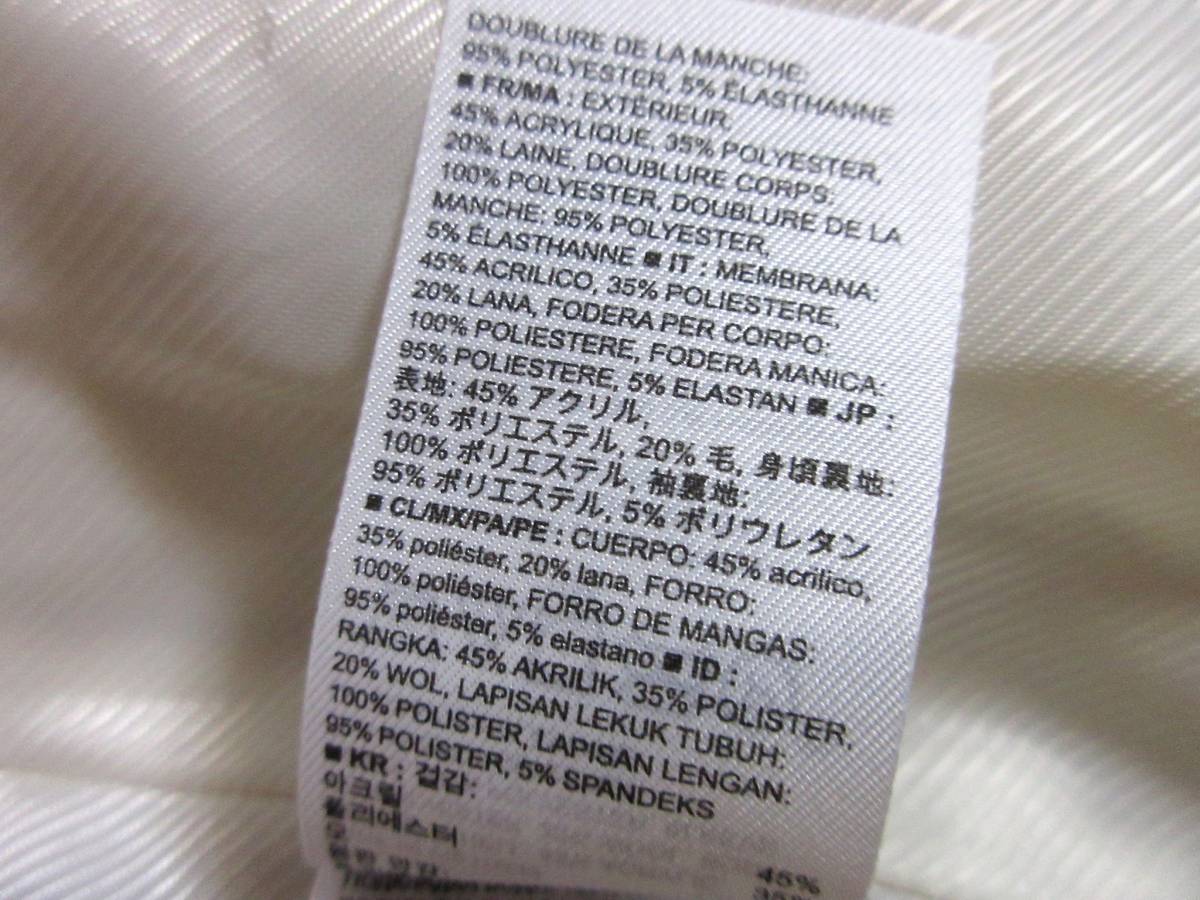 DOUBLURE DE LA MANCHE:
95% POLYESTER, 5% ÉLASTHANNE
■ FR/MA : EXTÉRIEUR,
45% ACRYLIQUE, 35% POLYESTER,
20% LAINE, DOUBLURE CORPS:
100% POLYESTER, DOUBLURE DE LA
MANCHE: 95% POLYESTER,
5% ÉLASTHANNE ■ IT : MEMBRANA:
45% ACRILICO, 35% POLIESTERE,
20% LANA, FODERA PER CORPO:
100% POLIESTERE, FODERA MANICA:
95% POLIESTERE, 5% ELASTAN ■ JP :
表地: 45% アクリル,
35% ポリエステル, 20% 毛, 身頃裏地:
100% ポリエステル, 袖裏地:
95% ポリエステル, 5% ポリウレタン
■ CL/MX/PA/PE : CUERPO: 45% acrílico,
35% poliéster, 20% lana, FORRO:
100% poliéster, FORRO DE MANGAS:
95% poliéster, 5% elastano ■ ID :
RANGKA: 45% AKRILIK, 35% POLISTER,
20% WOL, LAPISAN LEKUK TUBUH:
100% POLISTER, LAPISAN LENGAN:
95% POLISTER, 5% SPANDEKS
■ KR : 겉감:
아크릴
폴리에스터
모
45%